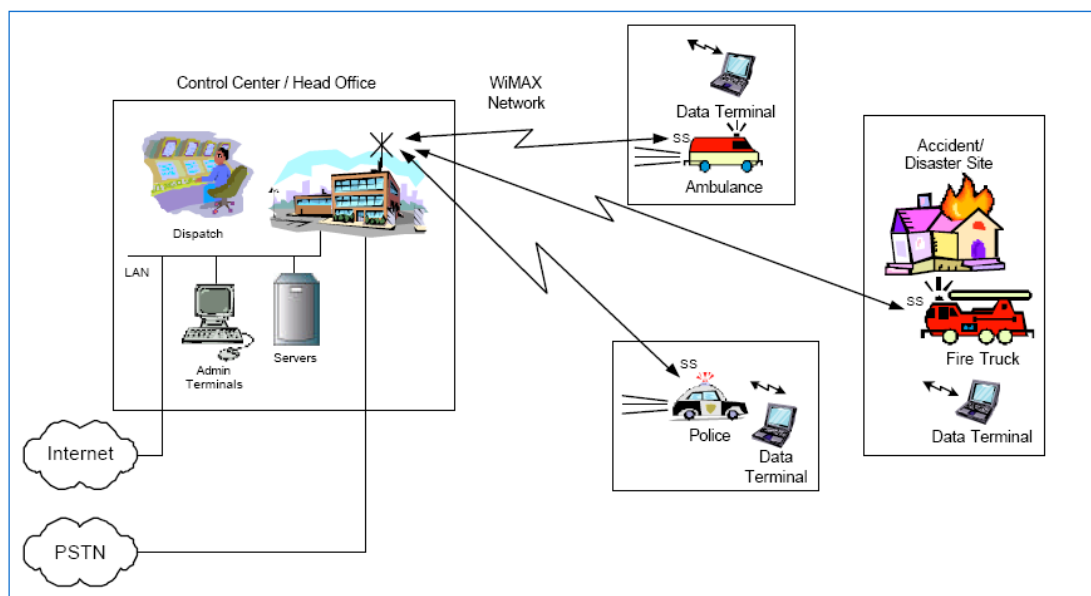 Control Center / Head Office
Dispatch
LAN
Admin
Terminals
Servers
Internet
PSTN
WiMAX
Network
Data Terminal
SS
Ambulance
SS
Police
Data
Terminal
Accident/
Disaster Site
SS
Fire Truck
Data Terminal